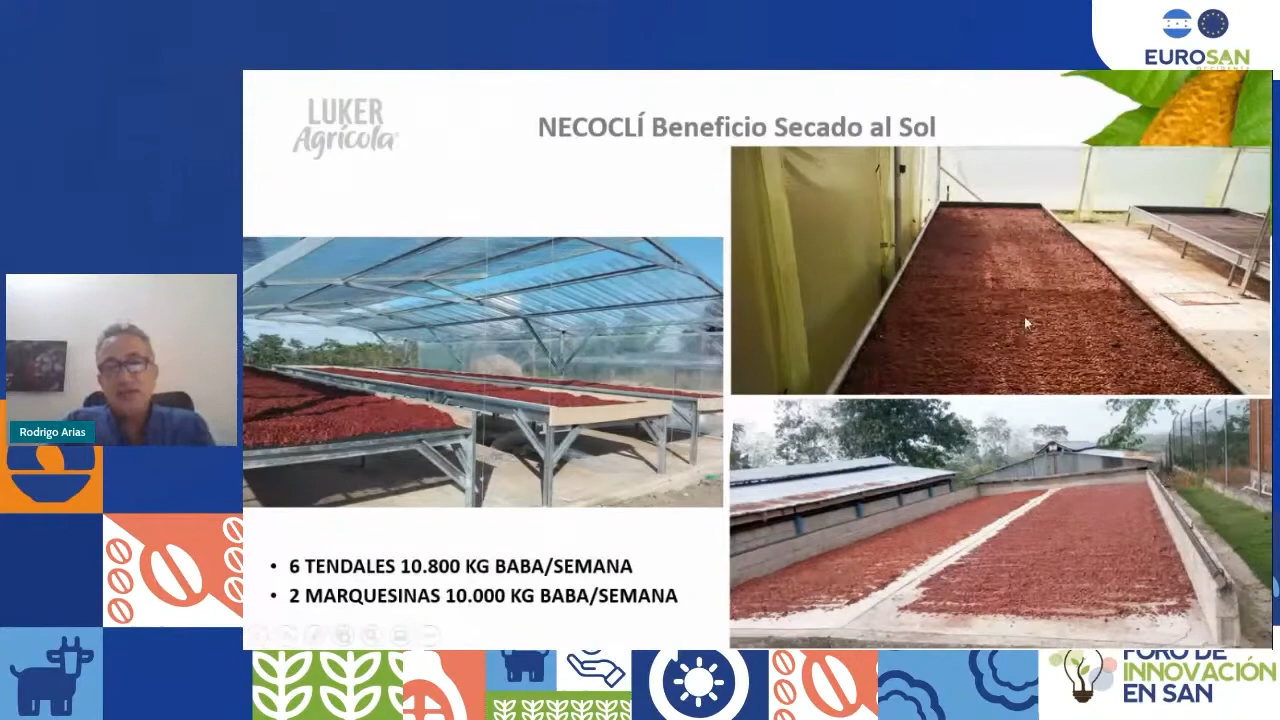 EUROSAN
OCCIDENTE
LUKER
Agrícola
NECOCLÍ Beneficio Secado al Sol
Rodrigo Arias
• 6 TENDALES 10.800 KG BABA/SEMANA
• 2 MARQUESINAS 10.000 KG BABA/SEMANA
FORO DE
INNOVACIÓN
EN SAN